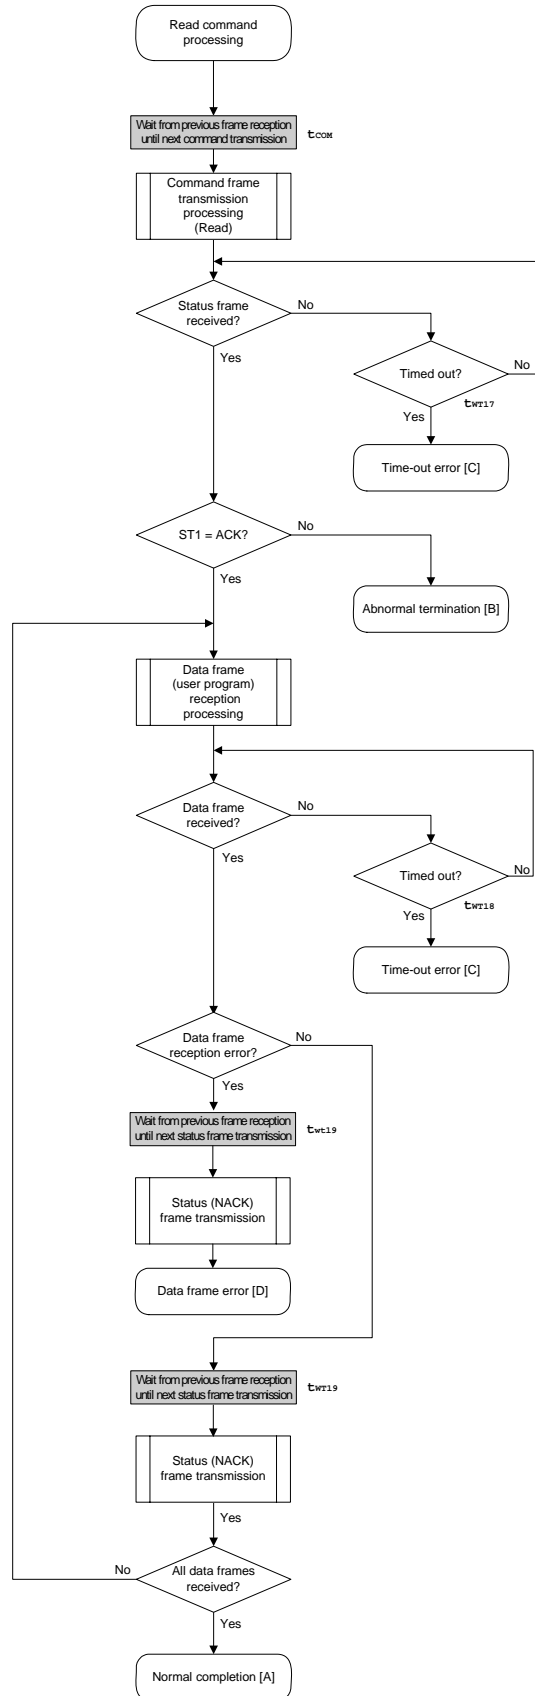 Read command
processing
Wait from previous frame reception
until next command transmission
tCOM
Command frame
transmission
processing
(Read)
Status frame
received?
No
Yes
Timed out?
No
tWT17
Yes
Time-out error [C]
ST1 = ACK?
No
Yes
Abnormal termination [B]
Data frame
(user program)
reception
processing
Data frame
received?
No
Yes
Timed out?
No
tWT18
Yes
Time-out error [C]
Data frame
reception error?
No
Yes
Wait from previous frame reception
until next status frame transmission
twt19
Status (NACK)
frame transmission
Data frame error [D]
Wait from previous frame reception
until next status frame transmission
tWT19
Status (NACK)
frame transmission
Yes
No
All data frames
received?
Yes
Normal completion [A]